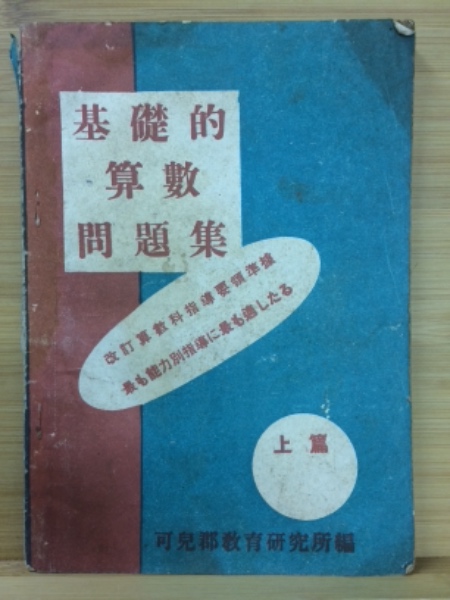 基礎的
算數
問題集
改訂算数科指導要領準據
最も能力別指導に最も適したる
上篇
可兒郡教育研究所編